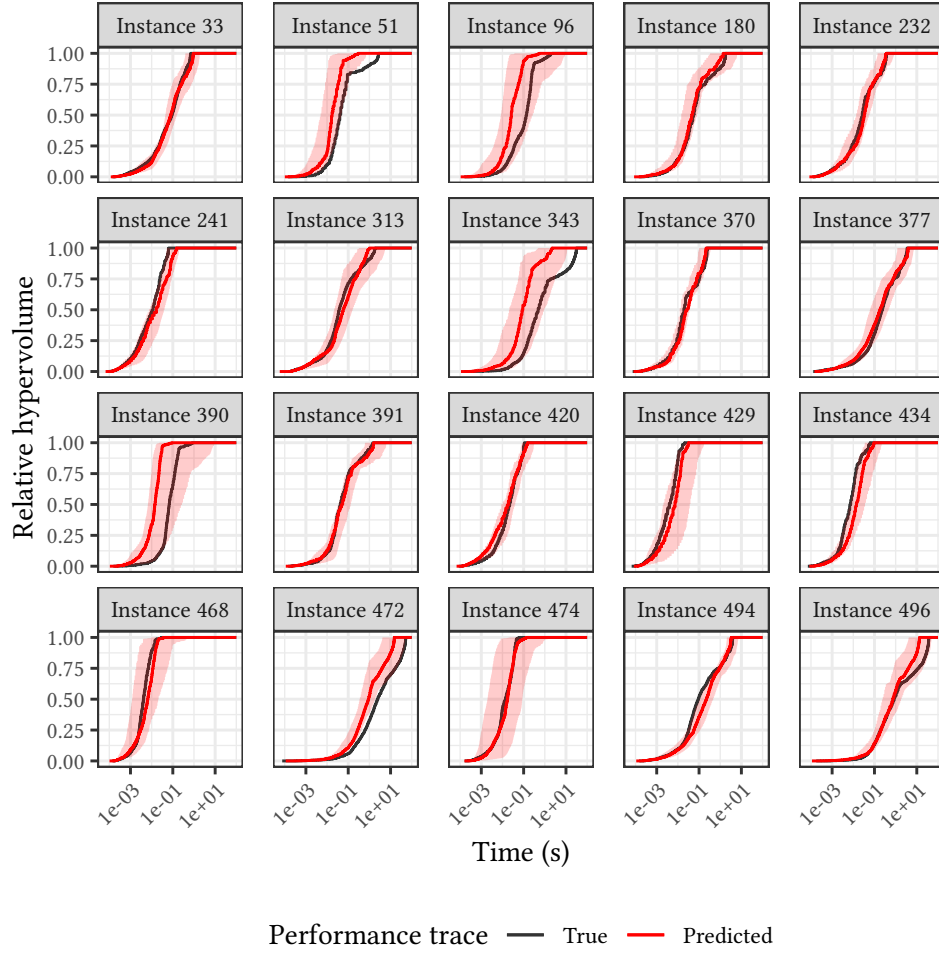 Instance 33 Instance 51 Instance 96 Instance 180 Instance 232
1.00
0.75
0.50
0.25
0.00
Instance 241 Instance 313 Instance 343 Instance 370 Instance 377
1.00
0.75
0.50
0.25
0.00
Instance 390 Instance 391 Instance 420 Instance 429 Instance 434
1.00
0.75
0.50
0.25
0.00
Instance 468 Instance 472 Instance 474 Instance 494 Instance 496
1.00
0.75
0.50
0.25
0.00
Relative hypervolume
1e-03 1e-01 1e+01 1e-03 1e-01 1e+01 1e-03 1e-01 1e+01 1e-03 1e-01 1e+01 1e-03 1e-01 1e+01
Time (s)
Performance trace True Predicted